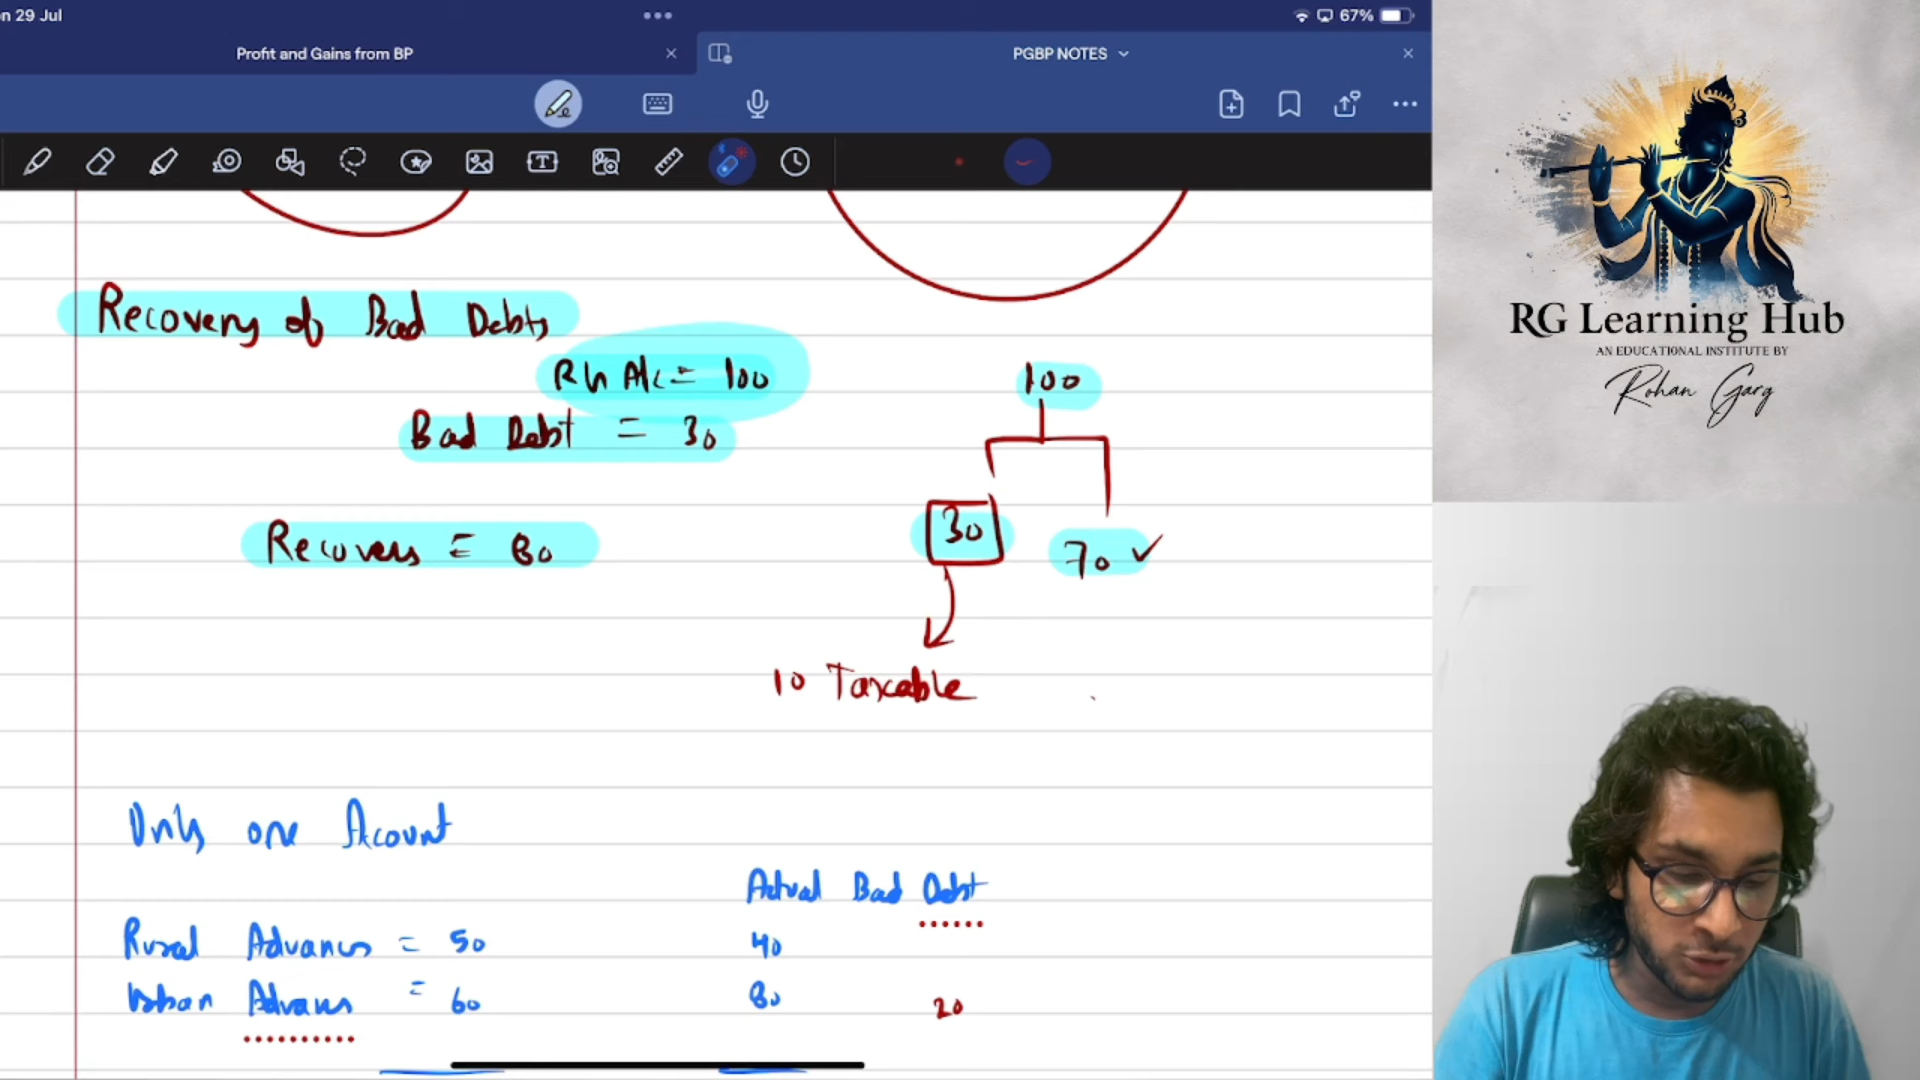 n 29 Jul
67%
Profit and Gains from BP
PGBP NOTES
Recovery of Bad Debts
A/c = 100
Bad Debt = 30
Recovers = 80
100
30
70 ✓
10 Taxable
Only one Account
Actual Bad Debt
Rural Advances = 50 40
Urban Advances = 60 80 20
RG Learning Hub
AN EDUCATIONAL INSTITUTE BY
Rohan Garg